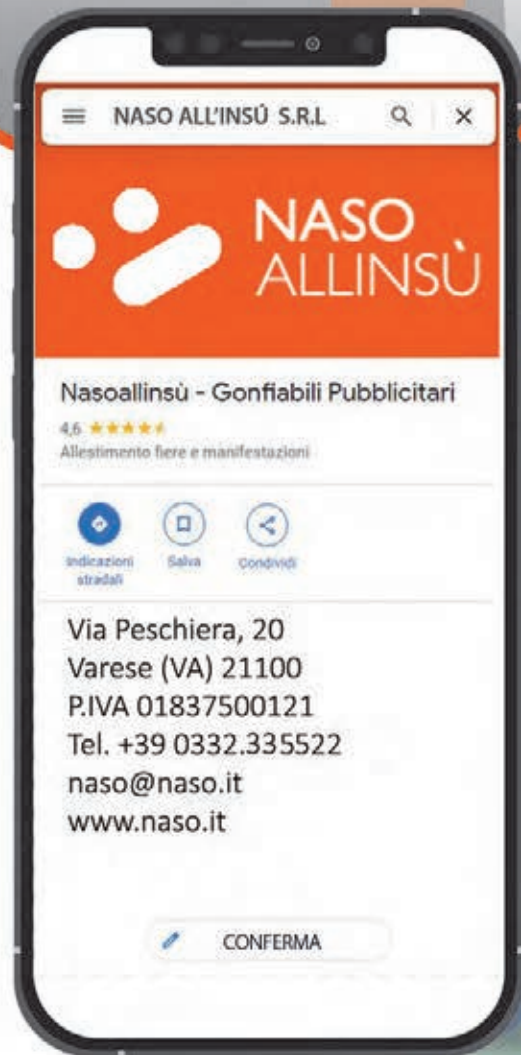 NASO ALL'INSÚ S.R.L
NASO
ALLINSÙ
Nasoallinsù - Gonfiabili Pubblicitari
4,6
Allestimento fiere e manifestazioni
Indicazioni
stradali
Salva
Condividi
Via Peschiera, 20
Varese (VA) 21100
P.IVA 01837500121
Tel. +39 0332.335522
naso@naso.it
www.naso.it
CONFERMA